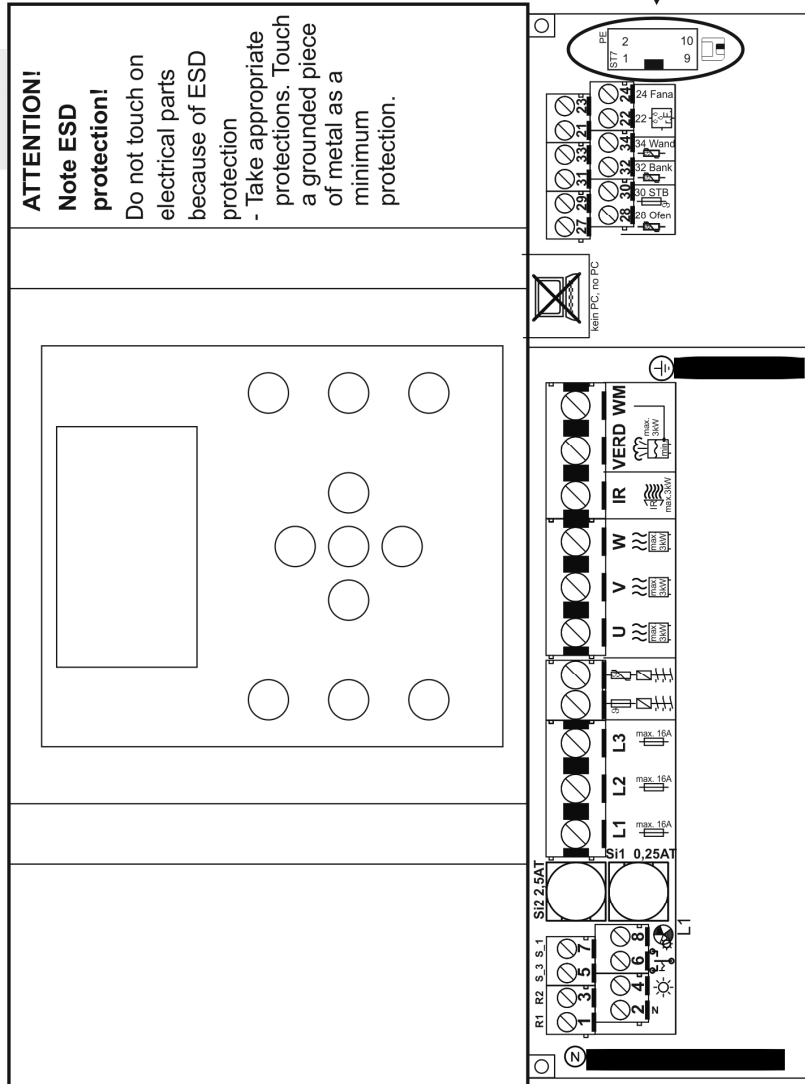 ATTENTION!
Note ESD
protection!
Do not touch on
electrical parts
because of ESD
protection
- Take appropriate
protections. Touch
a grounded piece
of metal as a
minimum
protection.
PE
ST7
2 10
1 9
23 21 33 31 29 27
24 22 34 32 30 28
24 Fana
22
r.F.
34 Wand
32 Bank
30 STB
28 Ofen
kein PC, no PC
WM
VERD
max.
3kW
min
IR
IR
max.3kW
W
max
3kW
V
max
3kW
U
max
3kW
L3
max. 16A
L2
max. 16A
L1
max. 16A
Si1 0,25AT
Si2 2,5AT
R1 R2 S_3 S_1
1 3 5 7
2 4 6 8
N
L1
N